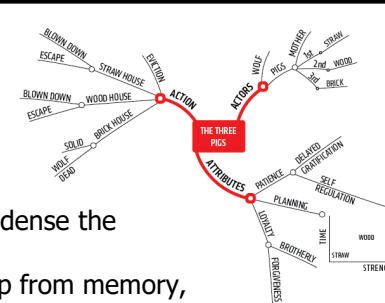 BLOWN DOWN
ESCAPE
STRAW HOUSE
EVICTION
BLOWN DOWN
ESCAPE
WOOD HOUSE
SOLID
WOLF
DEAD
BRICK HOUSE
ACTION
ACTORS
WOLF
PIGS
MOTHER
1st
STRAW
2nd
WOOD
3rd
BRICK
THE THREE
PIGS
ATTRIBUTES
PATIENCE
DELAYED
GRATIFICATION
SELF
REGULATION
PLANNING
TIME
WOOD
STRAW
STREN
LOYALTY
BROTHERLY
FORGIVENESS
dense the
p from memory,